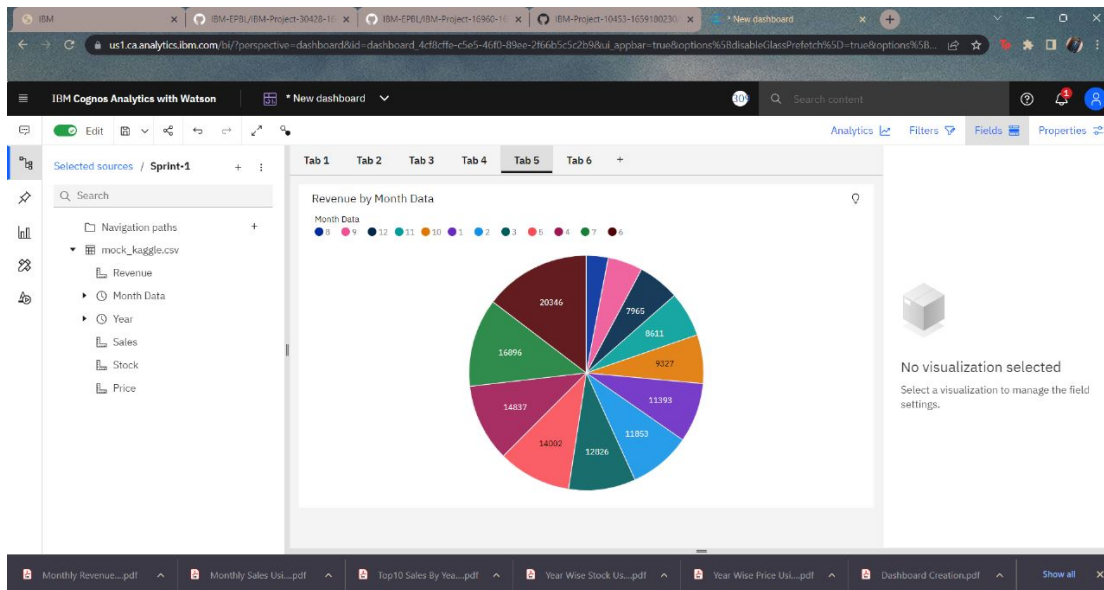 IBM
IBM-EPBL/IBM-Project-30428-16
IBM-EPBL/IBM-Project-16960-16
IBM-Project-10453-1659180230
* New dashboard
us1.ca.analytics.ibm.com/bi/?perspective=dashboard&id=dashboard_4cf8cffe-c5e5-46f0-89ee-2f66b5c5c2b9&ui_appbar=true&options%5BdisableGlassPrefetch%5D=true&options%5B...
IBM Cognos Analytics with Watson
* New dashboard
Search content
1
Edit
Analytics
Filters
Fields
Properties
Selected sources / Sprint-1
Tab 1 Tab 2 Tab 3 Tab 4 Tab 5 Tab 6 +
Search
Navigation paths
mock_kaggle.csv
Revenue
Month Data
Year
Sales
Stock
Price
Revenue by Month Data
Month Data
8 9 12 11 10 1 2 3 5 4 7 6
20346
7965
8611
16896
9327
11393
14837
11853
14002
12826
No visualization selected
Select a visualization to manage the field
settings.
Monthly Revenue....pdf
Monthly Sales Usi....pdf
Top10 Sales By Yea....pdf
Year Wise Stock Us....pdf
Year Wise Price Usi....pdf
Dashboard Creation.pdf
Show all